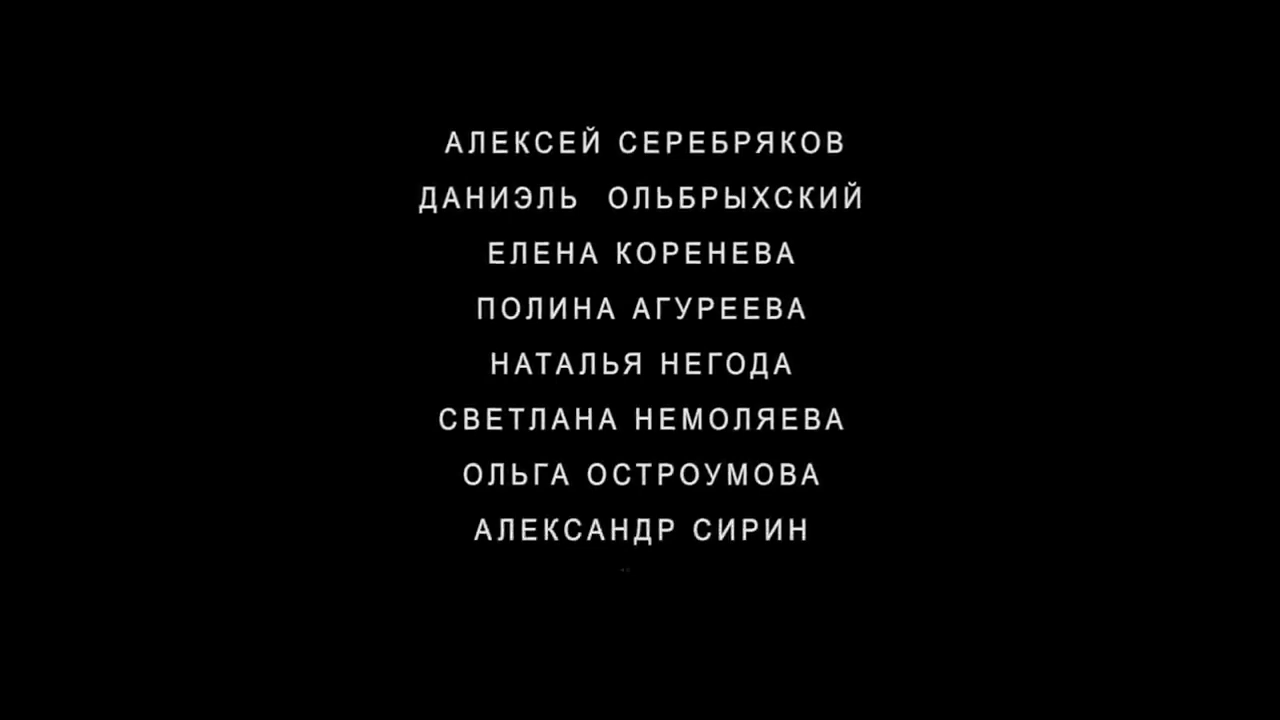 АЛЕКСЕЙ СЕРЕБРЯКОВ
ДАНИЭЛЬ ОЛЬБРЫХСКИЙ
ЕЛЕНА КОРЕНЕВА
ПОЛИНА АГУРЕЕВА
НАТАЛЬЯ НЕГОДА
СВЕТЛАНА НЕМОЛЯЕВА
ОЛЬГА ОСТРОУМОВА
АЛЕКСАНДР СИРИН